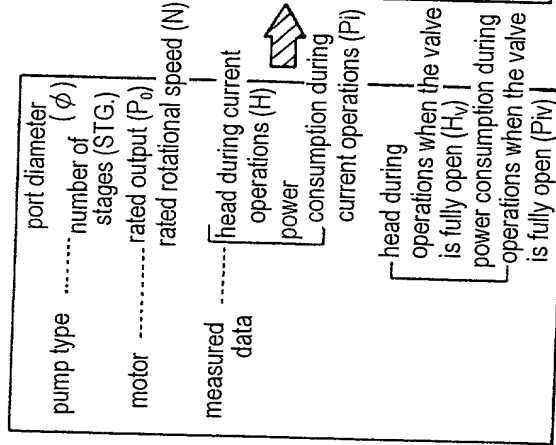 port diameter
(φ)
pump type ········ number of
stages (STG.)
motor ········ rated output (P₀)
rated rotational speed (N)
measured ········ head during current
data operations (H)
power
consumption during
current operations (Pi)
head during
operations when the valve
is fully open (Hv)
power consumption during
operations when the valve
is fully open (Piv)